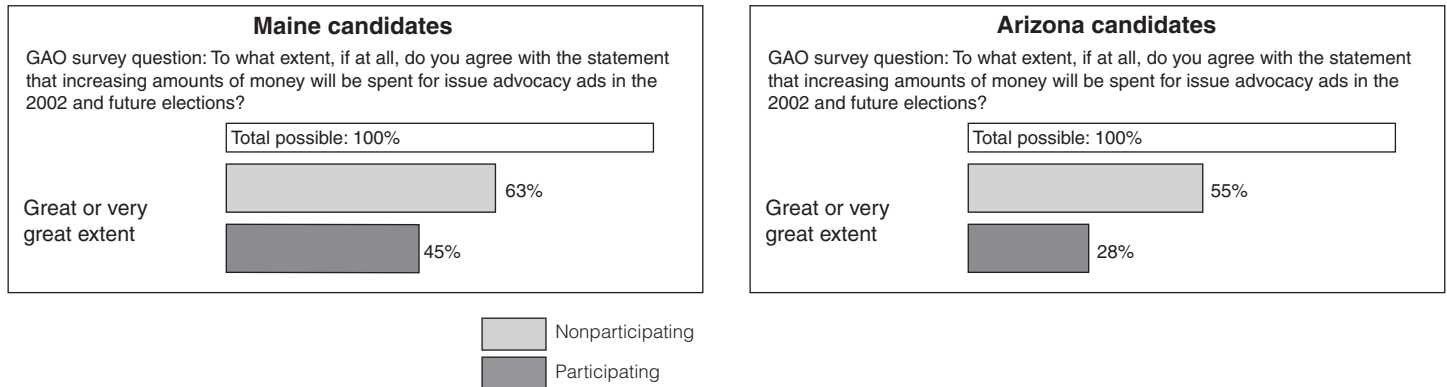 Maine candidates
GAO survey question: To what extent, if at all, do you agree with the statement
that increasing amounts of money will be spent for issue advocacy ads in the
2002 and future elections?
Total possible: 100%
63%
Great or very
great extent
45%
Arizona candidates
GAO survey question: To what extent, if at all, do you agree with the statement
that increasing amounts of money will be spent for issue advocacy ads in the
2002 and future elections?
Total possible: 100%
55%
Great or very
great extent
28%
Nonparticipating
Participating